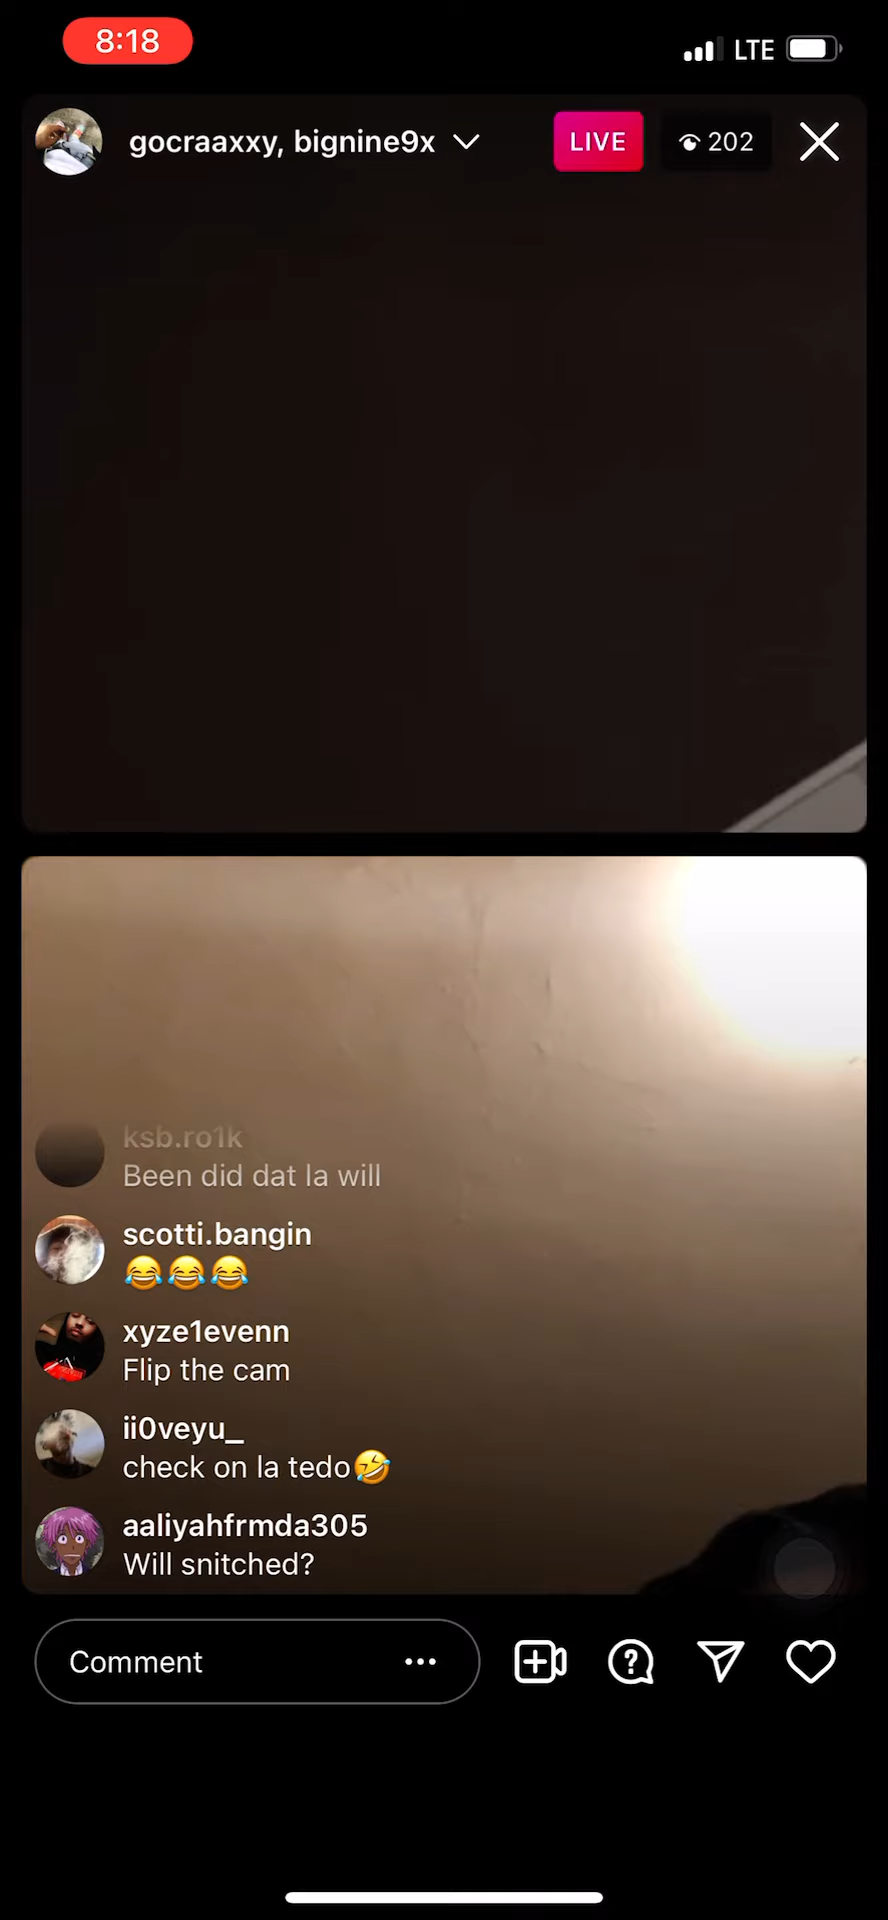 8:18
LTE
gocraaxxy, bignine9x
LIVE
202
ksb.ro1k
Been did dat la will
scotti.bangin
😂😂😂
xyze1evenn
Flip the cam
ii0veyu_
check on la tedo🤣
aaliyahfrmda305
Will snitched?
Comment